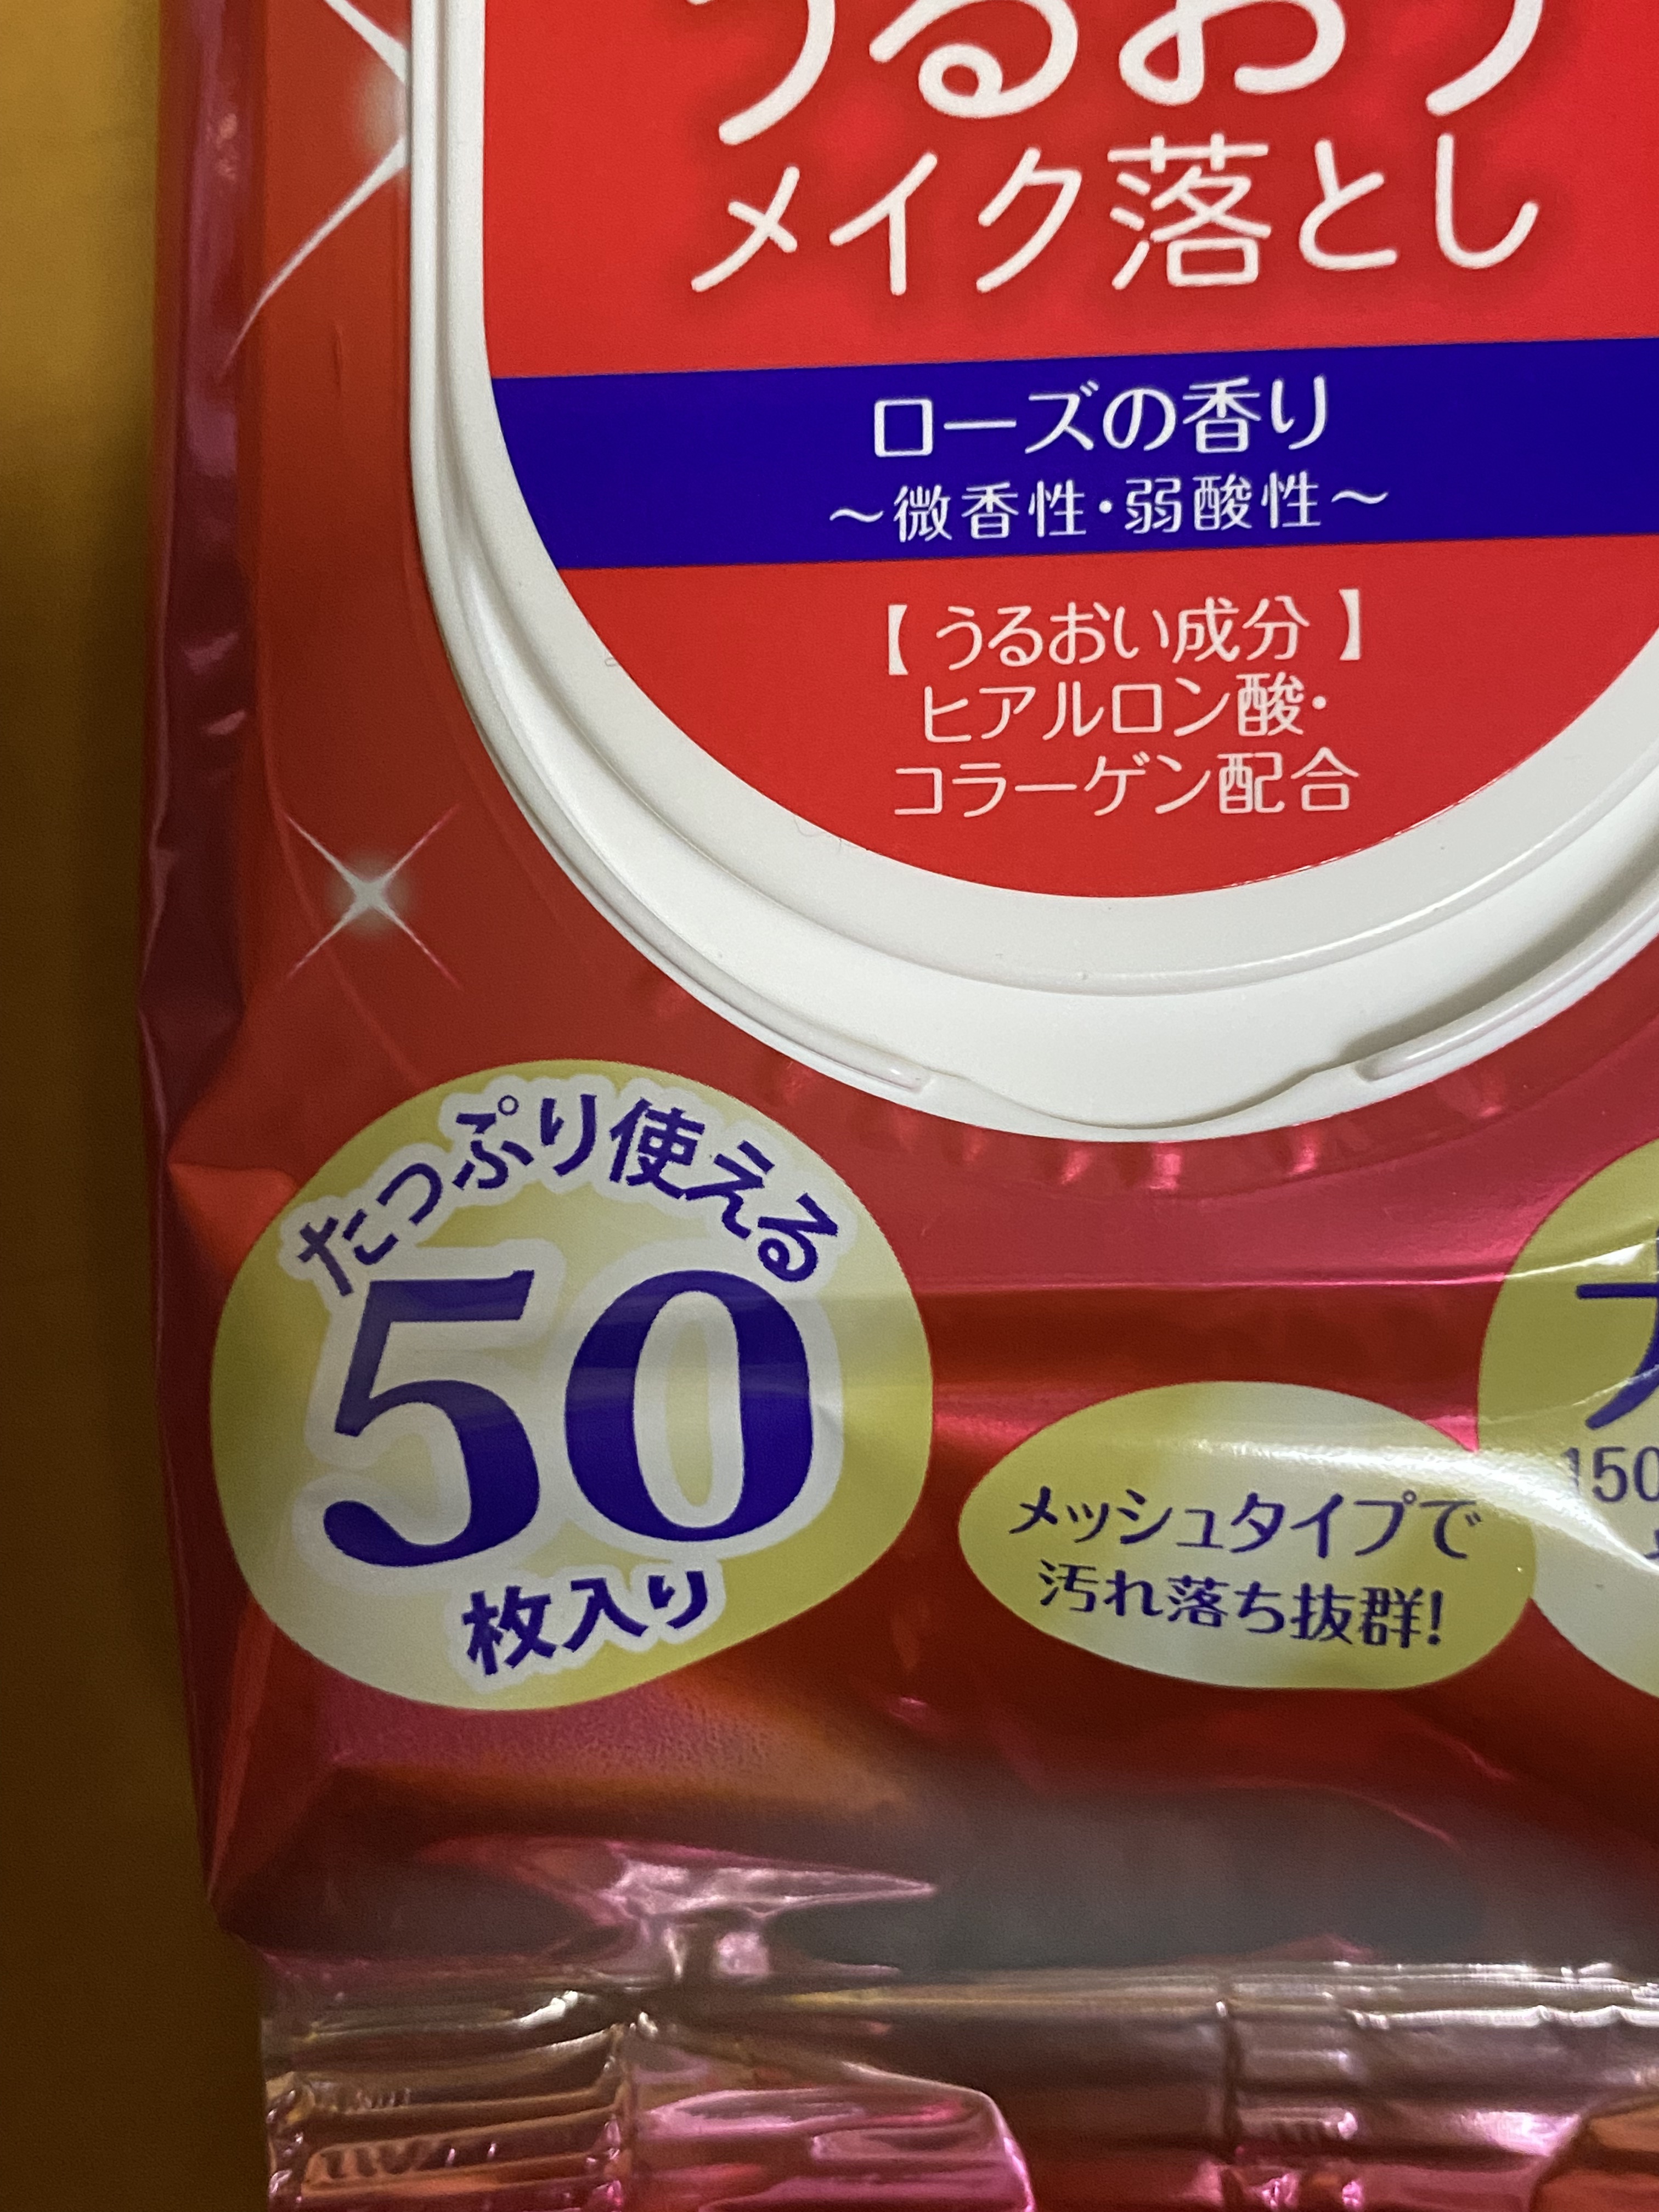 うるおう
メイク落とし
ローズの香り
～微香性・弱酸性～
【 うるおい成分 】
ヒアルロン酸・
コラーゲン配合
たっぷり使える
50
枚入り
メッシュタイプで
汚れ落ち抜群!
150